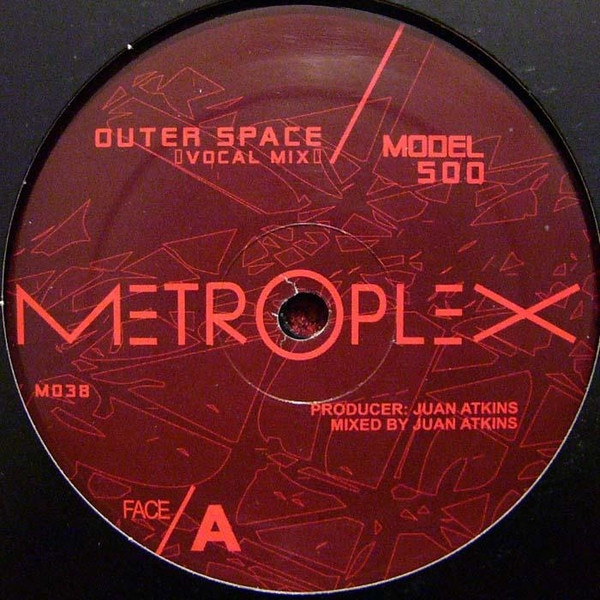 OUTER SPACE
[VOCAL MIX]
MODEL
500
METROPLEX
M038
PRODUCER: JUAN ATKINS
MIXED BY JUAN ATKINS
FACE/A